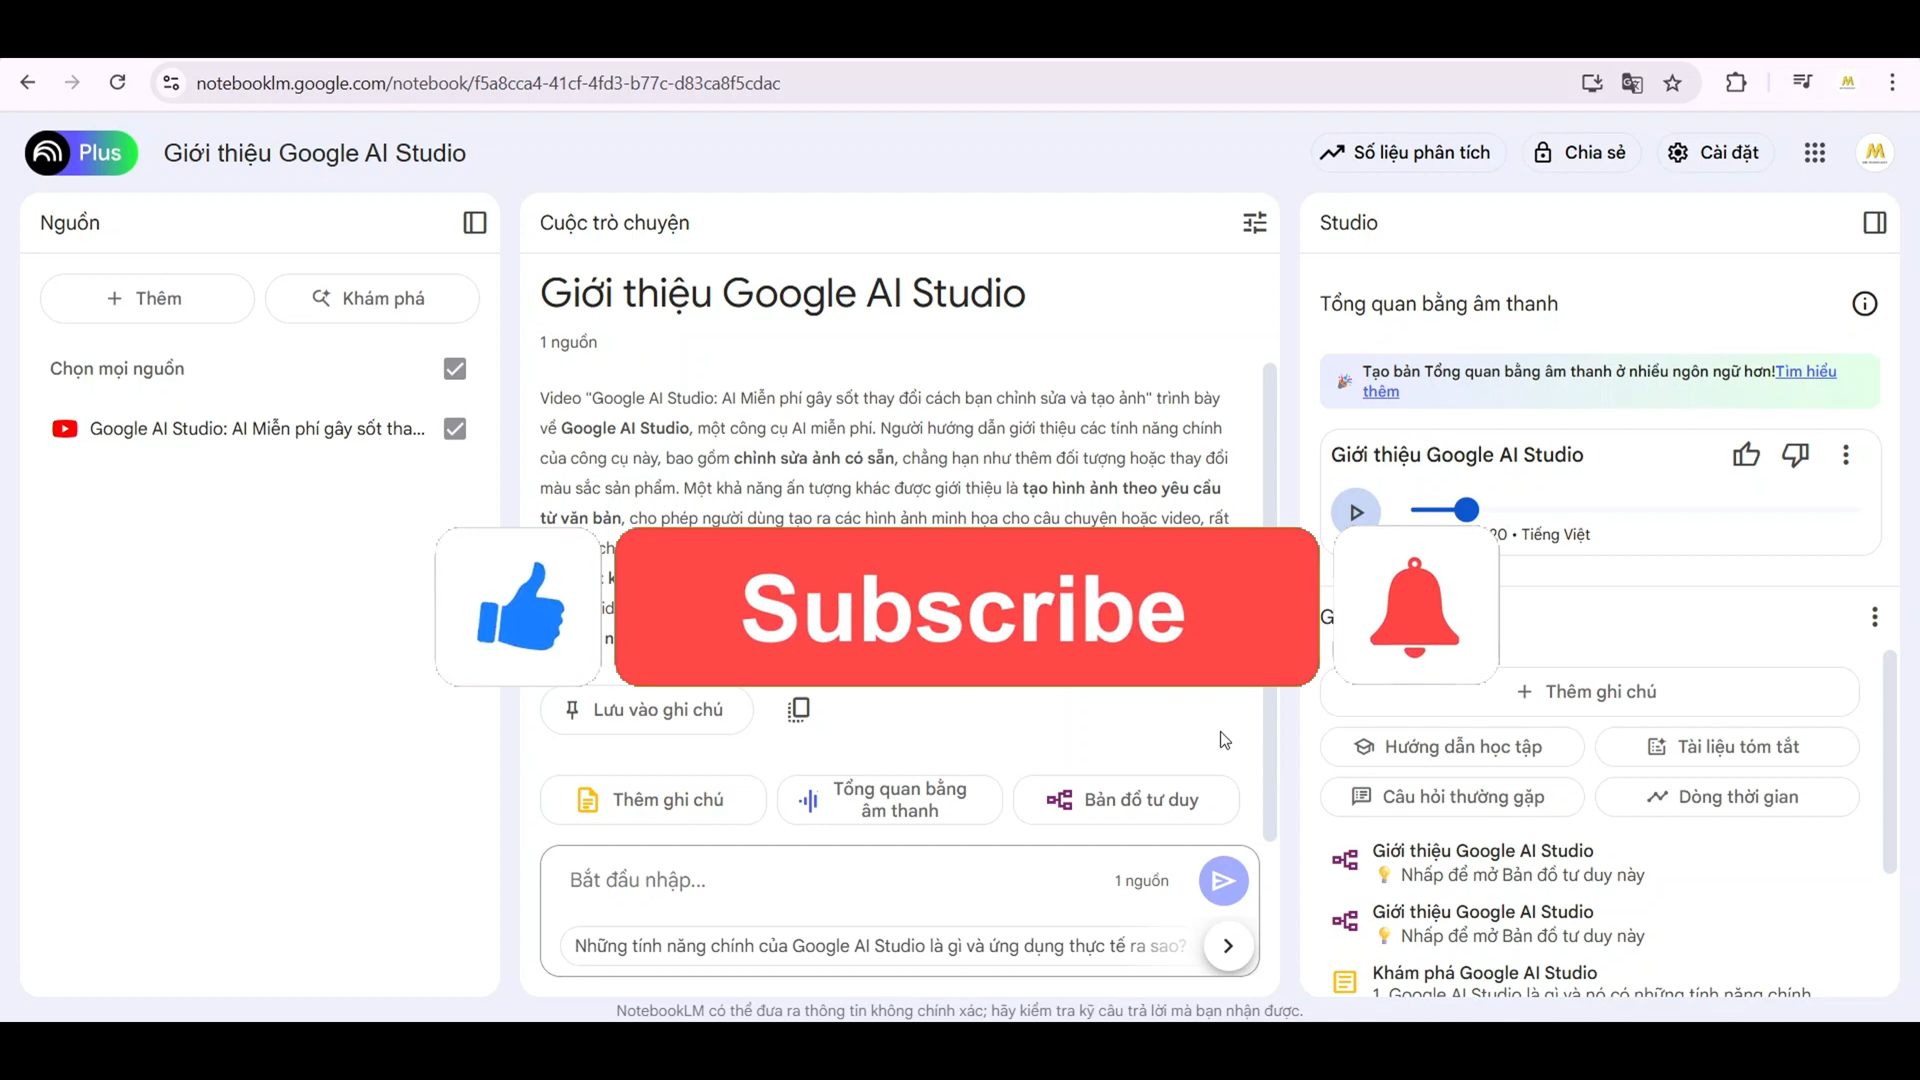 notebooklm.google.com/notebook/f5a8cca4-41cf-4fd3-b77c-d83ca8f5cdac
Plus
Giới thiệu Google AI Studio
Số liệu phân tích
Chia sẻ
Cài đặt
Nguồn
+ Thêm
Khám phá
Chọn mọi nguồn
Google AI Studio: AI Miễn phí gây sốt tha...
Cuộc trò chuyện
Giới thiệu Google AI Studio
1 nguồn
Video "Google AI Studio: AI Miễn phí gây sốt thay đổi cách bạn chỉnh sửa và tạo ảnh" trình bày
về Google AI Studio, một công cụ AI miễn phí. Người hướng dẫn giới thiệu các tính năng chính
của công cụ này, bao gồm chỉnh sửa ảnh có sẵn, chẳng hạn như thêm đối tượng hoặc thay đổi
màu sắc sản phẩm. Một khả năng ấn tượng khác được giới thiệu là tạo hình ảnh theo yêu cầu
từ văn bản, cho phép người dùng tạo ra các hình ảnh minh họa cho câu chuyện hoặc video, rất
Subscribe
Lưu vào ghi chú
Thêm ghi chú
Tổng quan bằng
âm thanh
Bản đồ tư duy
Bắt đầu nhập...
1 nguồn
Những tính năng chính của Google AI Studio là gì và ứng dụng thực tế ra sao?
NotebookLM có thể đưa ra thông tin không chính xác; hãy kiểm tra kỹ câu trả lời mà bạn nhận được.
Studio
Tổng quan bằng âm thanh
Tạo bản Tổng quan bằng âm thanh ở nhiều ngôn ngữ hơn!Tìm hiểu
thêm
Giới thiệu Google AI Studio
• Tiếng Việt
+ Thêm ghi chú
Hướng dẫn học tập
Tài liệu tóm tắt
Câu hỏi thường gặp
Dòng thời gian
Giới thiệu Google AI Studio
Nhấp để mở Bản đồ tư duy này
Giới thiệu Google AI Studio
Nhấp để mở Bản đồ tư duy này
Khám phá Google AI Studio
1. Google AI Studio là gì và nó có những tính năng chính